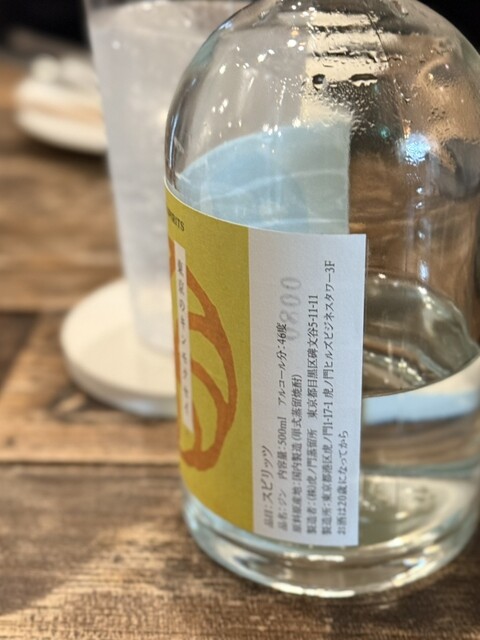 SPIRITS
0800
品目：スピリッツ
品名：ジン　内容量：500ml　アルコール分：46度
原料原産地：国内製造（単式蒸留焼酎）
製造者：(株)虎ノ門蒸留所　東京都目黒区碑文谷5-11-11
製造所：東京都港区虎ノ門1-17-1 虎ノ門ヒルズビジネスタワー3F
お酒は20歳になってから